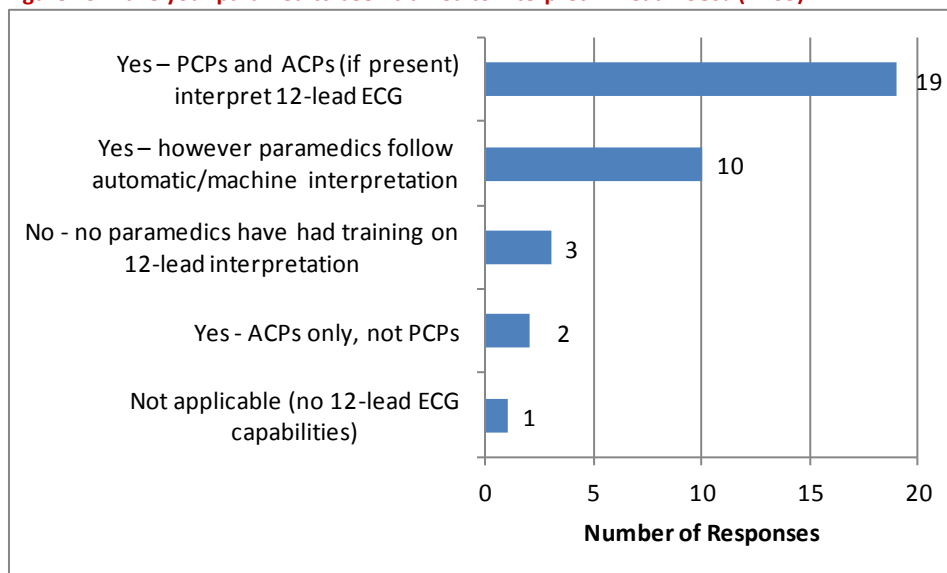 Yes – PCPs and ACPs (if present)
interpret 12-lead ECG
19
Yes – however paramedics follow
automatic/machine interpretation
10
No - no paramedics have had training on
12-lead interpretation
3
Yes - ACPs only, not PCPs
2
Not applicable (no 12-lead ECG
capabilities)
1
0 5 10 15 20
Number of Responses